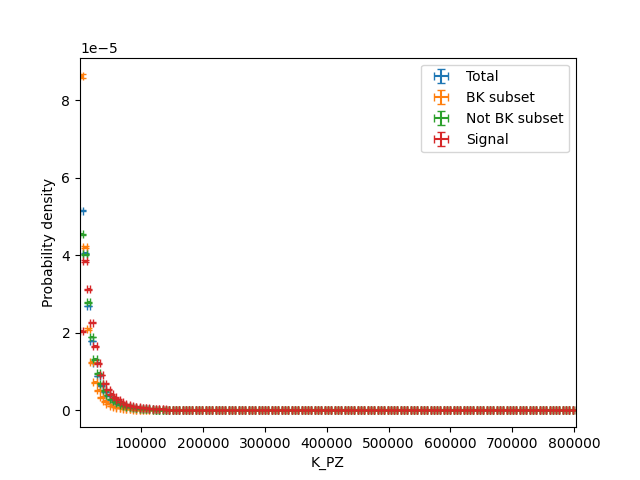 1e−5
Total
BK subset
Not BK subset
Signal
8
6
4
2
0
Probability density
100000 200000 300000 400000 500000 600000 700000 800000
K_PZ